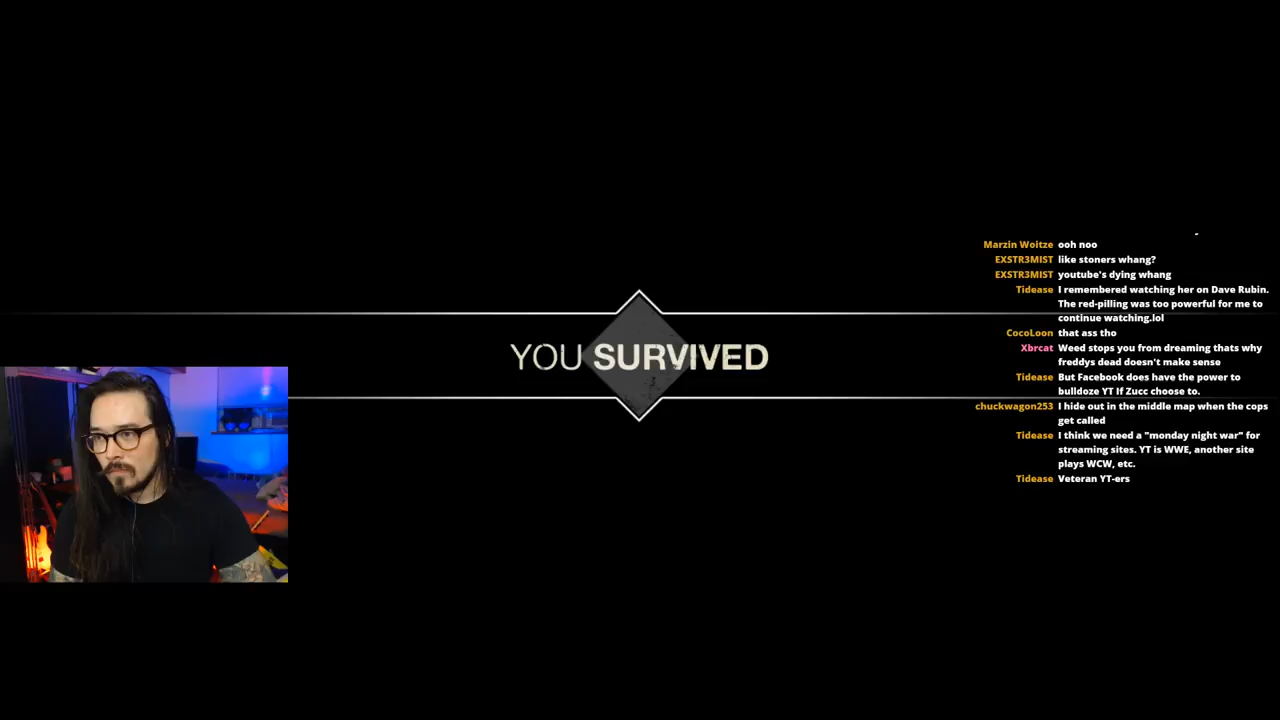 Marzin Woitze ooh noo
EXSTR3MIST like stoners whang?
EXSTR3MIST youtube's dying whang
Tidease I remembered watching her on Dave Rubin.
The red-pilling was too powerful for me to
continue watching.lol
CocoLoon that ass tho
Xbrcat Weed stops you from dreaming thats why
freddys dead doesn't make sense
Tidease But Facebook does have the power to
bulldoze YT If Zucc choose to.
chuckwagon253 I hide out in the middle map when the cops
get called
Tidease I think we need a "monday night war" for
streaming sites. YT is WWE, another site
plays WCW, etc.
Tidease Veteran YT-ers
YOU SURVIVED